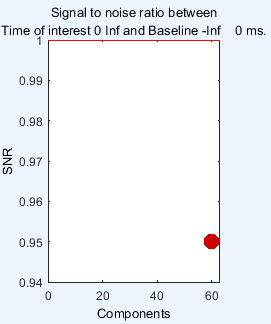 Signal to noise ratio between
Time of interest 0 Inf and Baseline -Inf 0 ms.
1
0.99
0.98
0.97
0.96
0.95
0.94
SNR
0 20 40 60
Components